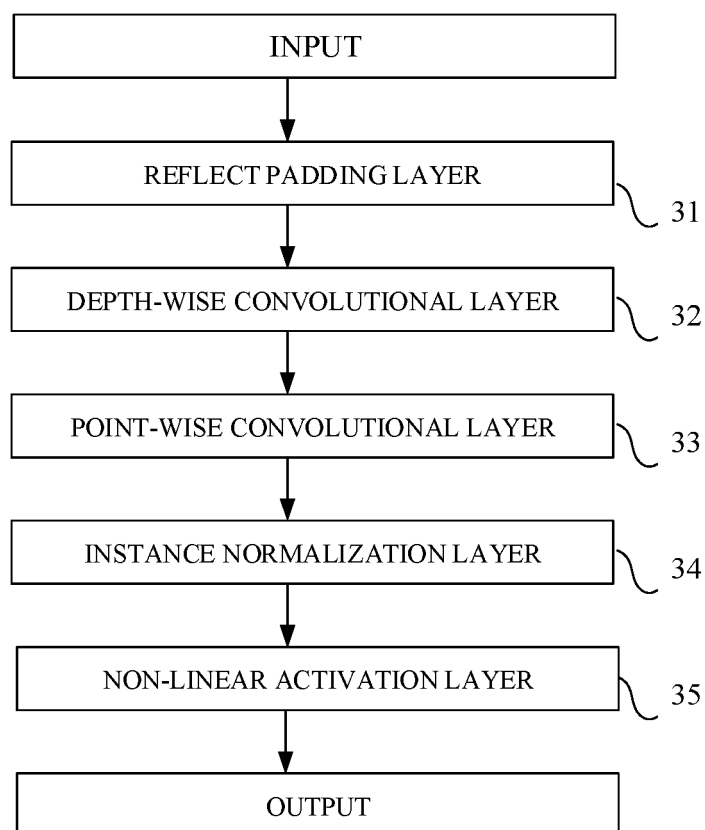 INPUT
REFLECT PADDING LAYER
31
DEPTH-WISE CONVOLUTIONAL LAYER
32
POINT-WISE CONVOLUTIONAL LAYER
33
INSTANCE NORMALIZATION LAYER
34
NON-LINEAR ACTIVATION LAYER
35
OUTPUT